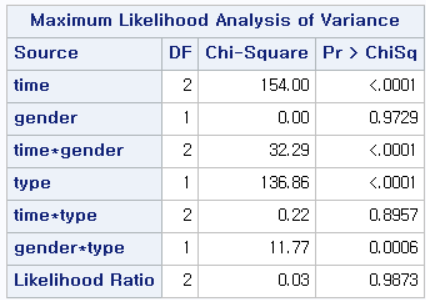 Maximum Likelihood Analysis of Variance
Source DF Chi-Square Pr > ChiSq
time 2 154.00 <.0001
gender 1 0.00 0.9729
time*gender 2 32.29 <.0001
type 1 136.86 <.0001
time*type 2 0.22 0.8957
gender*type 1 11.77 0.0006
Likelihood Ratio 2 0.03 0.9873